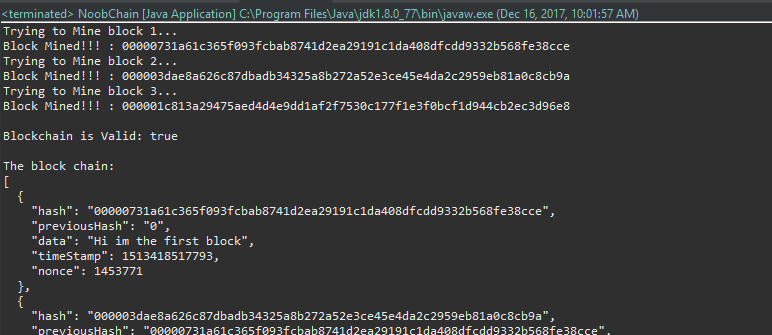 <terminated> NoobChain [Java Application] C:\Program Files\Java\jdk1.8.0_77\bin\javaw.exe (Dec 16, 2017, 10:01:57 AM)
Trying to Mine block 1...
Block Mined!!! : 00000731a61c365f093fcbab8741d2ea29191c1da408dfcdd9332b568fe38cce
Trying to Mine block 2...
Block Mined!!! : 000003dae8a626c87dbadb34325a8b272a52e3ce45e4da2c2959eb81a0c8cb9a
Trying to Mine block 3...
Block Mined!!! : 000001c813a29475aed4d4e9dd1af2f7530c177f1e3f0bcf1d944cb2ec3d96e8
Blockchain is Valid: true
The block chain:
[
{
"hash": "00000731a61c365f093fcbab8741d2ea29191c1da408dfcdd9332b568fe38cce",
"previousHash": "0",
"data": "Hi im the first block",
"timeStamp": 1513418517793,
"nonce": 1453771
},
{
"hash": "000003dae8a626c87dbadb34325a8b272a52e3ce45e4da2c2959eb81a0c8cb9a",
"previousHash": "00000731a61c365f093fcbab8741d2ea29191c1da408dfcdd9332b568fe38cce",